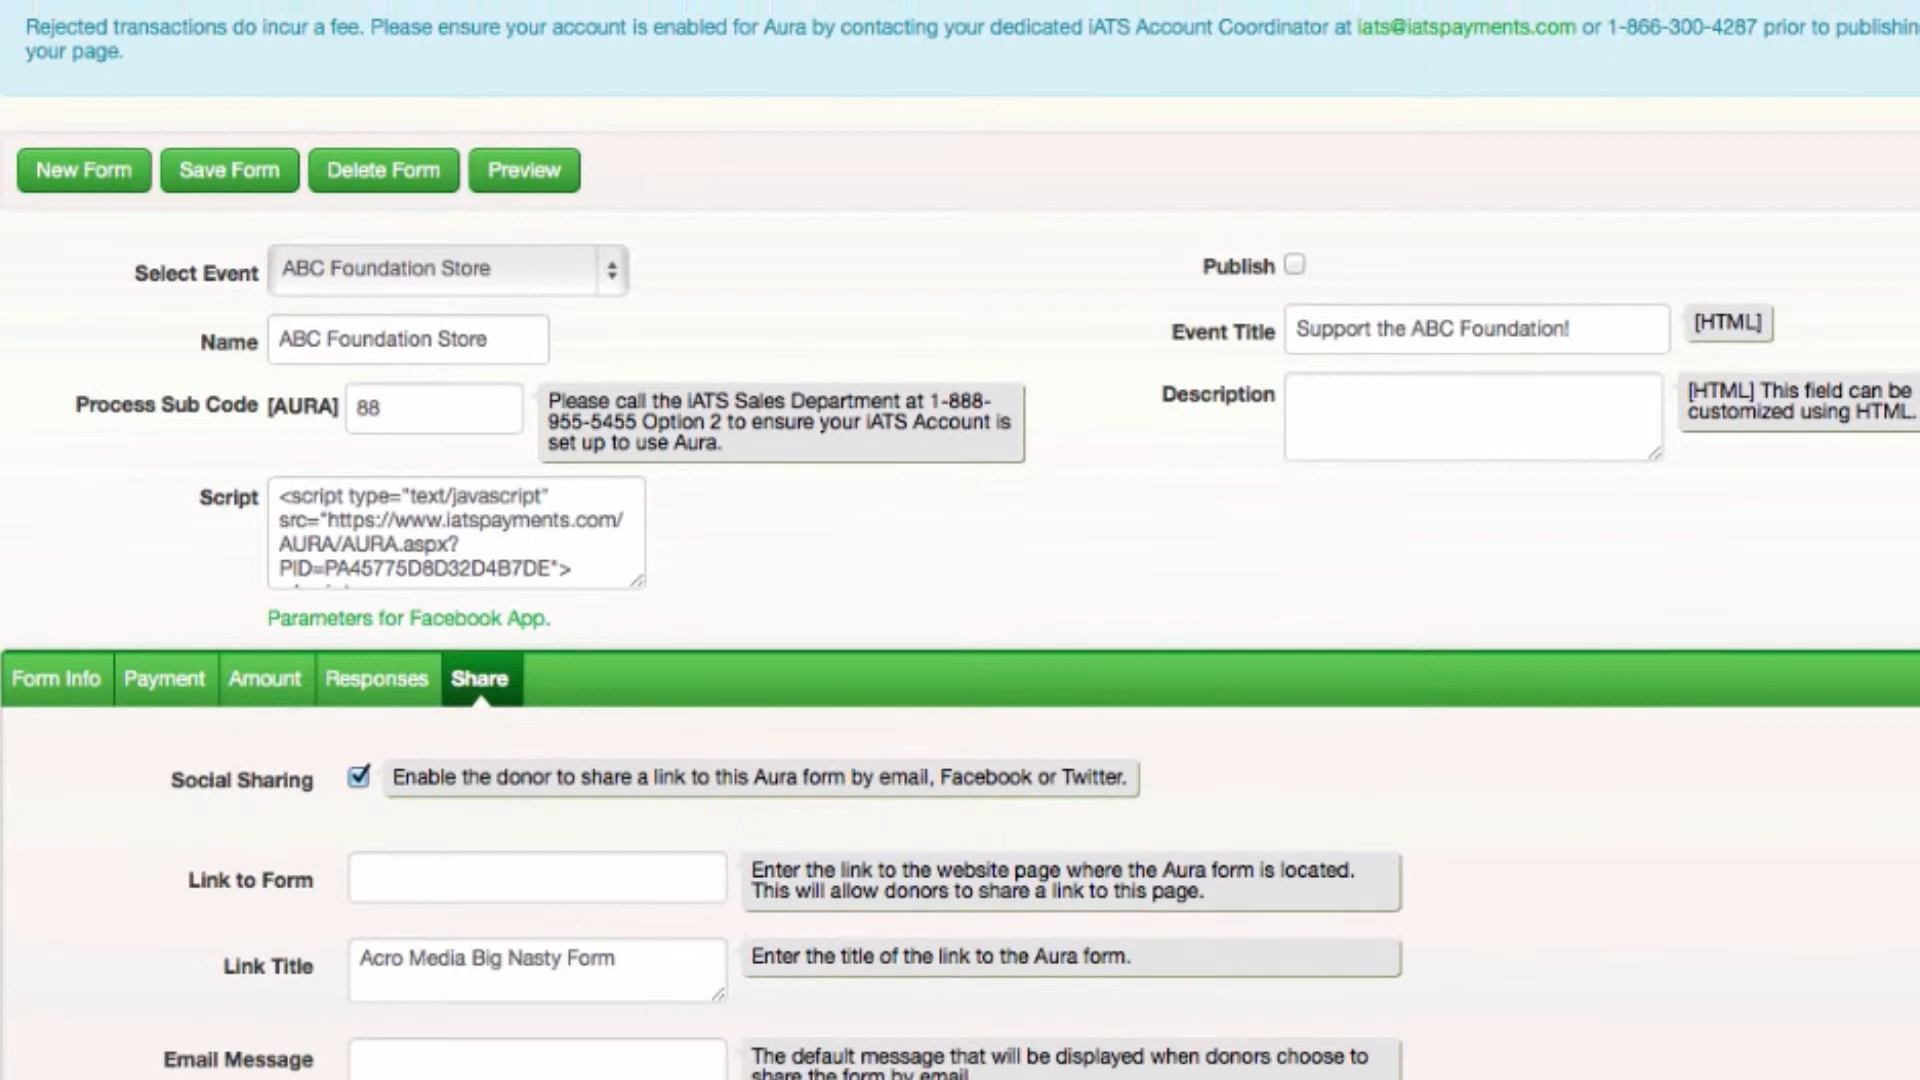 Rejected transactions do incur a fee. Please ensure your account is enabled for Aura by contacting your dedicated iATS Account Coordinator at iats@iatspayments.com or 1-866-300-4287 prior to publishin
your page.
New Form Save Form Delete Form Preview
Select Event ABC Foundation Store
Publish
Name ABC Foundation Store
Event Title Support the ABC Foundation! [HTML]
Process Sub Code [AURA] 88
Please call the iATS Sales Department at 1-888-
955-5455 Option 2 to ensure your iATS Account is
set up to use Aura.
Description
[HTML] This field can be
customized using HTML.
Script
<script type="text/javascript"
src="https://www.iatspayments.com/
AURA/AURA.aspx?
PID=PA45775D8D32D4B7DE">
Parameters for Facebook App.
Form Info Payment Amount Responses Share
Social Sharing Enable the donor to share a link to this Aura form by email, Facebook or Twitter.
Link to Form
Enter the link to the website page where the Aura form is located.
This will allow donors to share a link to this page.
Link Title Acro Media Big Nasty Form
Enter the title of the link to the Aura form.
Email Message
The default message that will be displayed when donors choose to
share the form by email